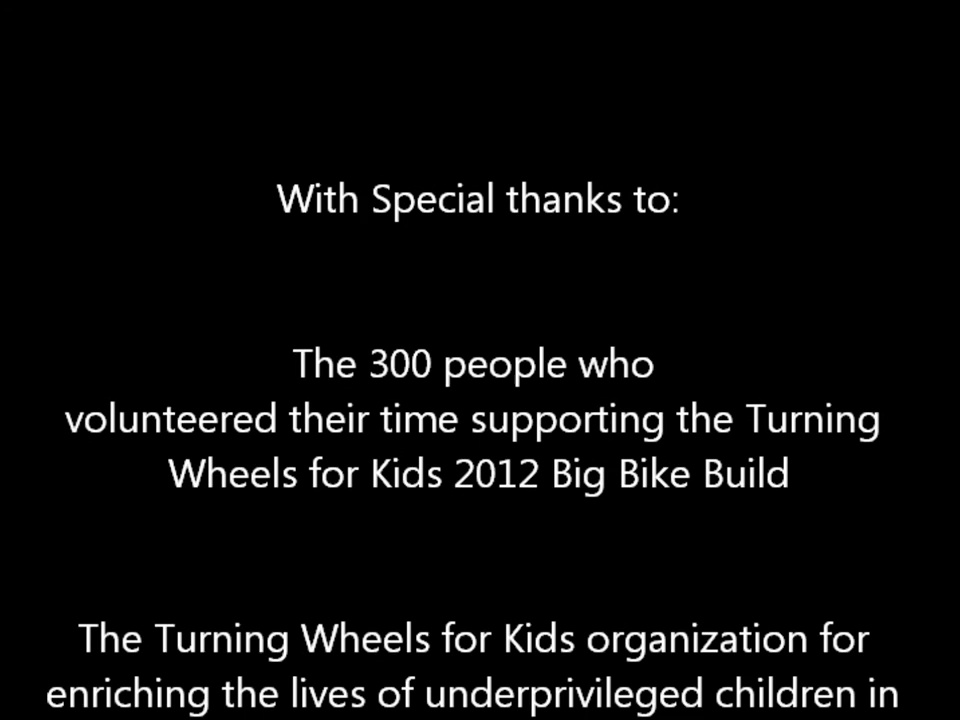 With Special thanks to:
The 300 people who
volunteered their time supporting the Turning
Wheels for Kids 2012 Big Bike Build
The Turning Wheels for Kids organization for
enriching the lives of underprivileged children in